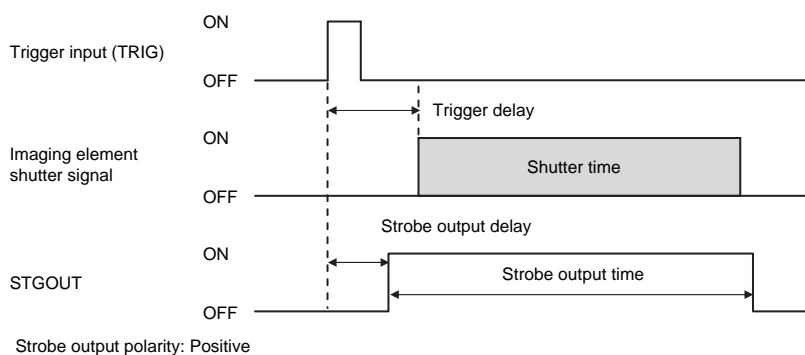 ON
Trigger input (TRIG)
OFF
Trigger delay
ON
Imaging element
shutter signal
Shutter time
OFF
Strobe output delay
ON
STGOUT
Strobe output time
OFF
Strobe output polarity: Positive